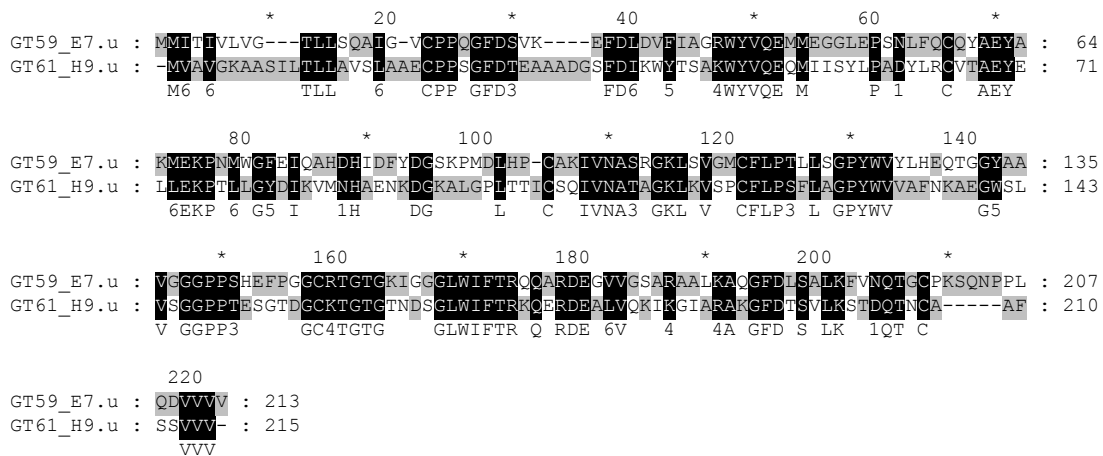 * 20 * 40 * 60 *
GT59_E7.u : MMITIVLVG---TLLSQAIG-VCPPQGFDSVK----EFDLDVFIAGRWYVQEMMEGGLEPSNLFQCQYAEYA : 64
GT61_H9.u : -MVAVGKAASILTLLAVSLAAECPPSGFDTEAAADGSFDIKWYTSAKWYVQEQMIISYLPADYLRCVTAEYE : 71
M6 6 TLL 6 CPP GFD3 FD6 5 4WYVQE M P 1 C AEY
80 * 100 * 120 * 140
GT59_E7.u : KMEKPNMWGFEIQAHDHIDFYDGSKPMDLHP-CAKIVNASRGKLSVGMCFLPTLLSGPYWVYLHEQTGGYAA : 135
GT61_H9.u : LLEKPTLLGYDIKVMNHAENKDGKALGPLTTICSQIVNATAGKLKVSPCFLPSFLAGPYWVVAFNKAEGWSL : 143
6EKP 6 G5 I 1H DG L C IVNA3 GKL V CFLP3 L GPYWV G5
* 160 * 180 * 200 *
GT59_E7.u : VGGGPPSHEFPGGCRTGTGKIGGGLWIFTRQQARDEGVVGSARAALKAQGFDLSALKFVNQTGCPKSQNPPL : 207
GT61_H9.u : VSGGPPTESGTDGCKTGTGTNDSGLWIFTRKQERDEALVQKIKGIARAKGFDTSVLKSTDQTNCA-----AF : 210
V GGPP3 GC4TGTG GLWIFTR Q RDE 6V 4 4A GFD S LK 1QT C
220
GT59_E7.u : QDVVVV : 213
GT61_H9.u : SSVVV- : 215
VVV